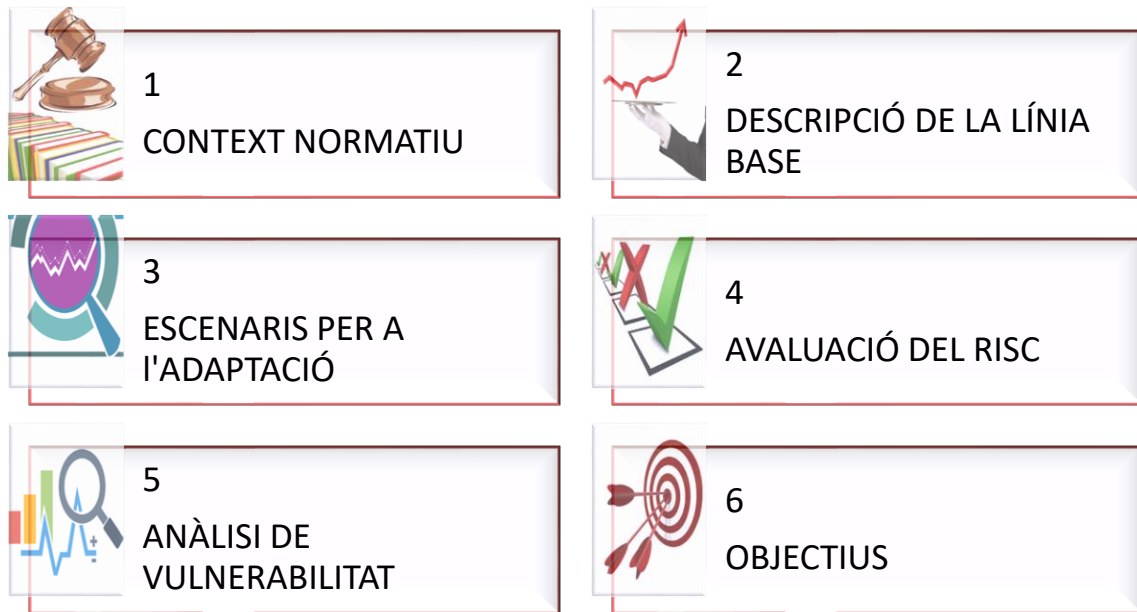 1
CONTEXT NORMATIU
2
DESCRIPCIÓ DE LA LÍNIA
BASE
3
ESCENARIS PER A
l'ADAPTACIÓ
4
AVALUACIÓ DEL RISC
5
ANÀLISI DE
VULNERABILITAT
6
OBJECTIUS